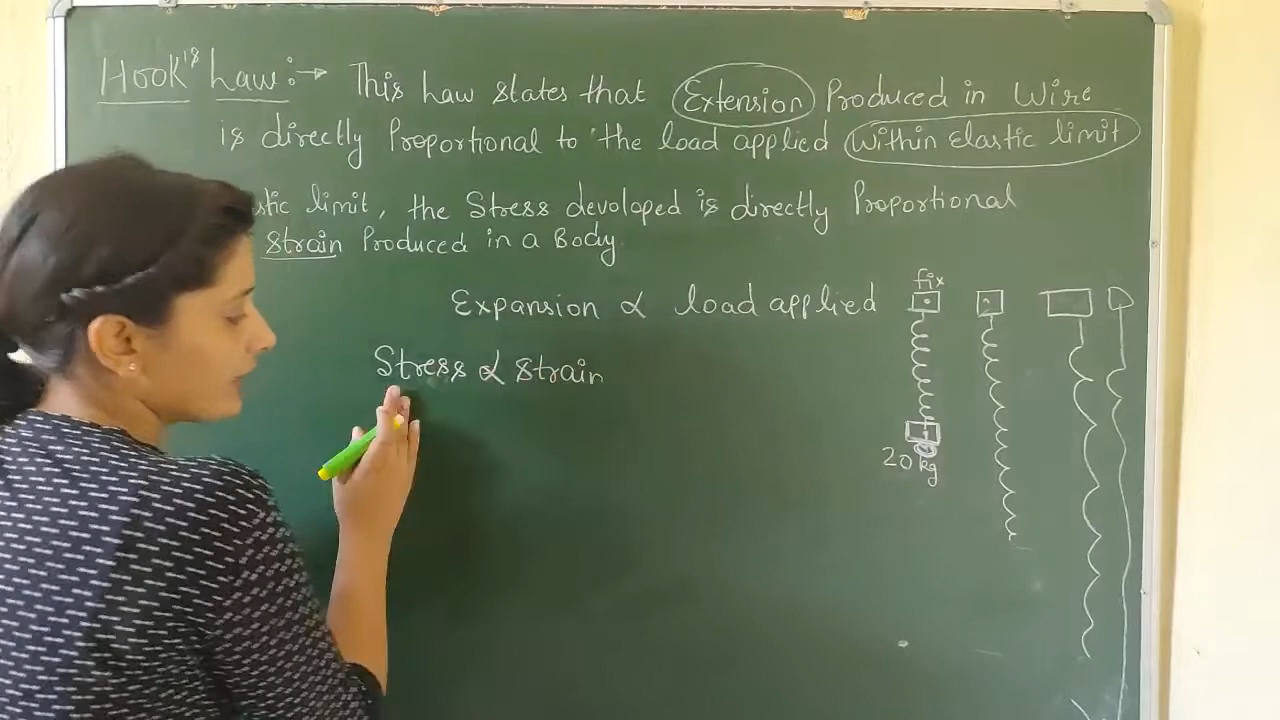 Hook's Law:→ This Law states that Extension Produced in Wire
is directly Proportional to the load applied Within Elastic limit
stic limit, the Stress devoloped is directly Proportional
Strain Produced in a Body.
Expansion ∝ load applied
Stress ∝ strain
fix
20 kg